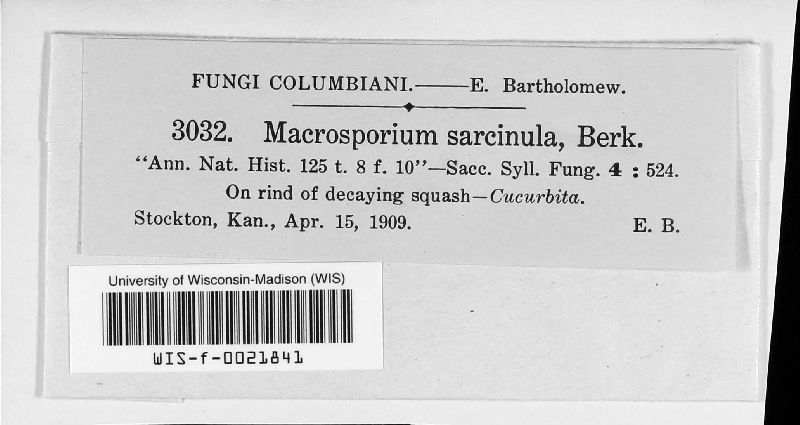 FUNGI COLUMBIANI.——E. Bartholomew.
3032. Macrosporium sarcinula, Berk.
“Ann. Nat. Hist. 125 t. 8 f. 10”—Sacc. Syll. Fung. 4 : 524.
On rind of decaying squash—Cucurbita.
Stockton, Kan., Apr. 15, 1909. E. B.
University of Wisconsin-Madison (WIS)
WIS-f-0021841